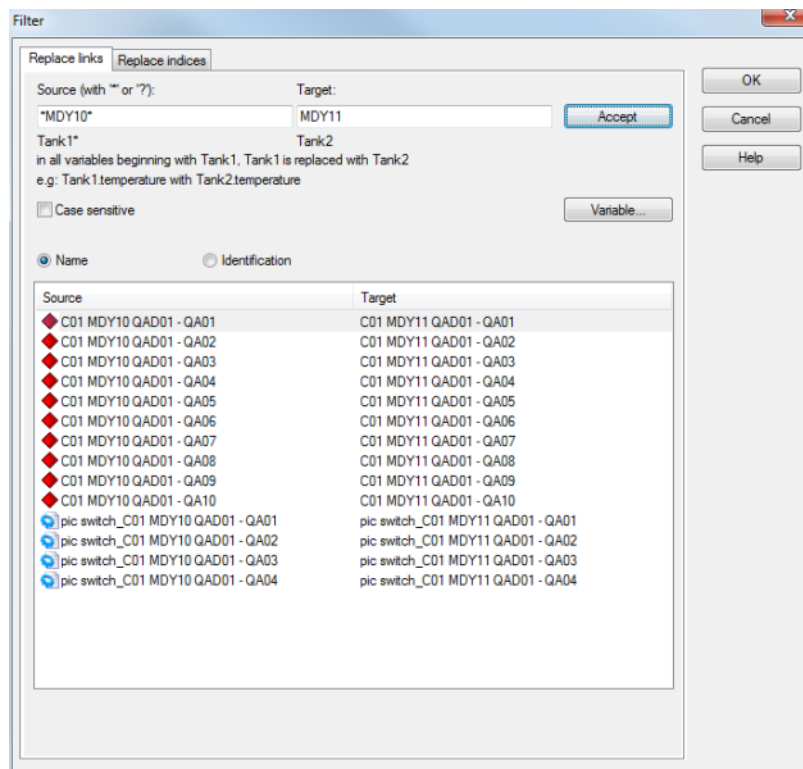 Filter
Replace links Replace indices
Source (with '*' or '?'): Target:
*MDY10* MDY11 Accept
Tank1* Tank2
in all variables beginning with Tank1, Tank1 is replaced with Tank2
e.g: Tank1.temperature with Tank2.temperature
Case sensitive Variable...
Name Identification
Source Target
C01 MDY10 QAD01 - QA01 C01 MDY11 QAD01 - QA01
C01 MDY10 QAD01 - QA02 C01 MDY11 QAD01 - QA02
C01 MDY10 QAD01 - QA03 C01 MDY11 QAD01 - QA03
C01 MDY10 QAD01 - QA04 C01 MDY11 QAD01 - QA04
C01 MDY10 QAD01 - QA05 C01 MDY11 QAD01 - QA05
C01 MDY10 QAD01 - QA06 C01 MDY11 QAD01 - QA06
C01 MDY10 QAD01 - QA07 C01 MDY11 QAD01 - QA07
C01 MDY10 QAD01 - QA08 C01 MDY11 QAD01 - QA08
C01 MDY10 QAD01 - QA09 C01 MDY11 QAD01 - QA09
C01 MDY10 QAD01 - QA10 C01 MDY11 QAD01 - QA10
pic switch_C01 MDY10 QAD01 - QA01 pic switch_C01 MDY11 QAD01 - QA01
pic switch_C01 MDY10 QAD01 - QA02 pic switch_C01 MDY11 QAD01 - QA02
pic switch_C01 MDY10 QAD01 - QA03 pic switch_C01 MDY11 QAD01 - QA03
pic switch_C01 MDY10 QAD01 - QA04 pic switch_C01 MDY11 QAD01 - QA04
OK
Cancel
Help